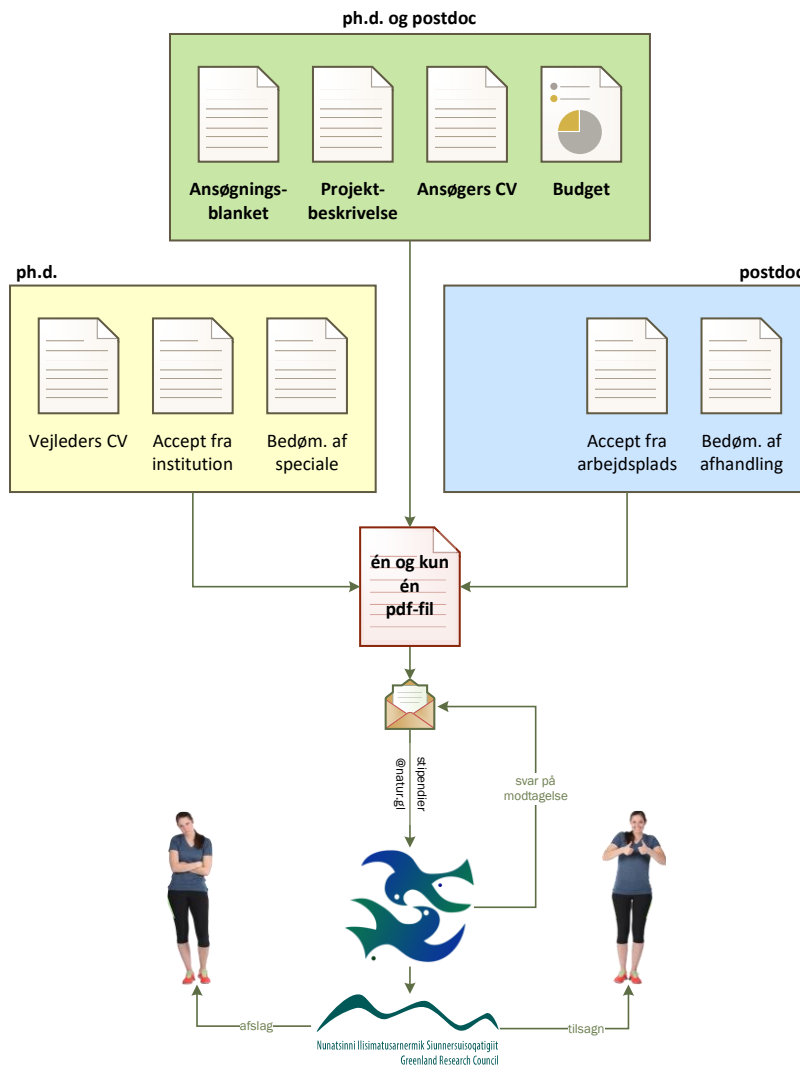 ph.d. og postdoc
Ansøgnings-
blanket
Projekt-
beskrivelse
Ansøgers CV
Budget
ph.d.
Vejleders CV
Accept fra
institution
Bedøm. af
speciale
postdoc
Accept fra
arbejdsplads
Bedøm. af
afhandling
én og kun
én
pdf-fil
stipendier
@natur.gl
svar på
modtagelse
afslag
tilsagn
Nunatsinni Ilisimatusarnermik Siunnersuisoqatigiit
Greenland Research Council